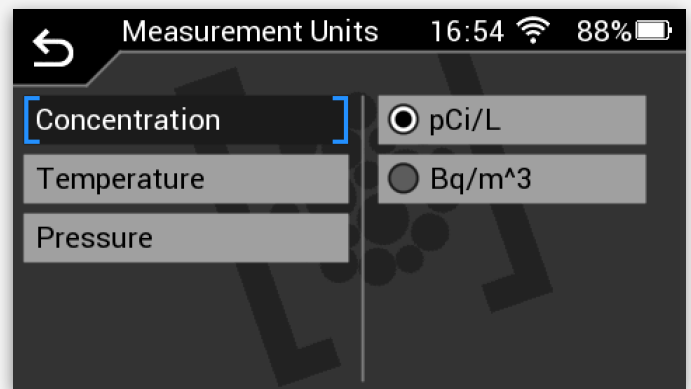 Measurement Units 16:54 88%
Concentration
Temperature
Pressure
pCi/L
Bq/m^3